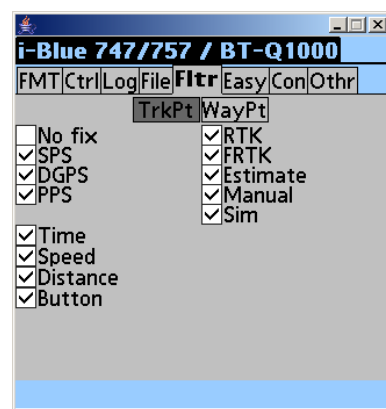 i-Blue 747/757 / BT-Q1000
FMT Ctrl Log File Fltr Easy Con Othr
TrkPt WayPt
No fix RTK
SPS FRTK
DGPS Estimate
PPS Manual
Sim
Time
Speed
Distance
Button